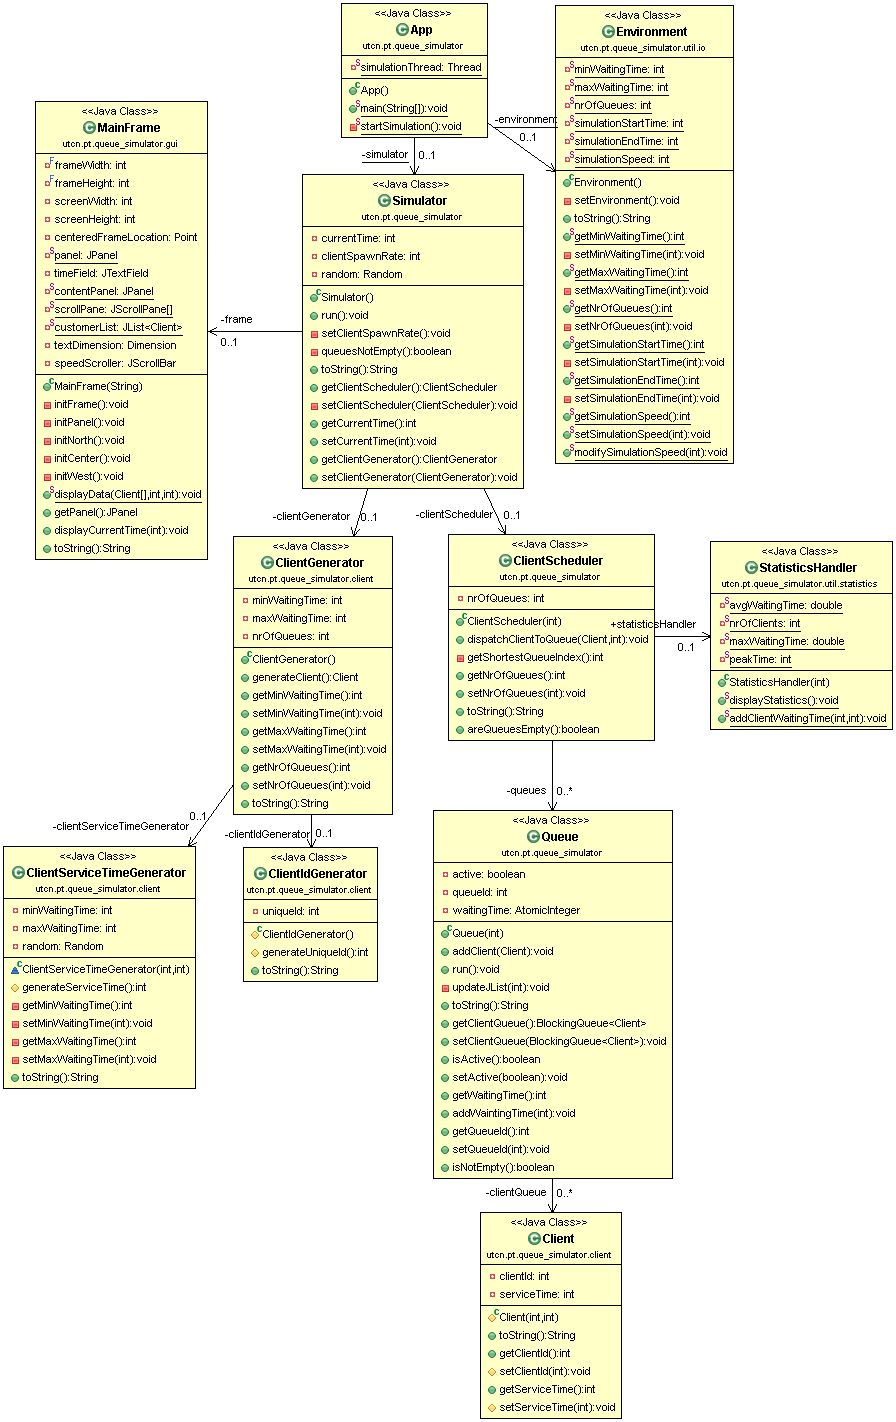 <<Java Class>>
App
utcn.pt.queue_simulator
simulationThread: Thread
App()
main(String[]):void
startSimulation():void
<<Java Class>>
Environment
utcn.pt.queue_simulator.util.io
minWaitingTime: int
maxWaitingTime: int
nrOfQueues: int
simulationStartTime: int
simulationEndTime: int
simulationSpeed: int
Environment()
setEnvironment():void
toString():String
getMinWaitingTime():int
setMinWaitingTime(int):void
getMaxWaitingTime():int
setMaxWaitingTime(int):void
getNrOfQueues():int
setNrOfQueues(int):void
getSimulationStartTime():int
setSimulationStartTime(int):void
getSimulationEndTime():int
setSimulationEndTime(int):void
getSimulationSpeed():int
setSimulationSpeed(int):void
modifySimulationSpeed(int):void
-environment
0..1
-simulator
0..1
<<Java Class>>
MainFrame
utcn.pt.queue_simulator.gui
frameWidth: int
frameHeight: int
screenWidth: int
screenHeight: int
centeredFrameLocation: Point
panel: JPanel
timeField: JTextField
contentPanel: JPanel
scrollPane: JScrollPane[]
customerList: JList<Client>
textDimension: Dimension
speedScroller: JScrollBar
MainFrame(String)
initFrame():void
initPanel():void
initNorth():void
initCenter():void
initWest():void
displayData(Client[],int,int):void
getPanel():JPanel
displayCurrentTime(int):void
toString():String
<<Java Class>>
Simulator
utcn.pt.queue_simulator
currentTime: int
clientSpawnRate: int
random: Random
Simulator()
run():void
setClientSpawnRate():void
queuesNotEmpty():boolean
toString():String
getClientScheduler():ClientScheduler
setClientScheduler(ClientScheduler):void
getCurrentTime():int
setCurrentTime(int):void
getClientGenerator():ClientGenerator
setClientGenerator(ClientGenerator):void
-frame
0..1
-clientGenerator
0..1
-clientScheduler
0..1
<<Java Class>>
ClientGenerator
utcn.pt.queue_simulator.client
minWaitingTime: int
maxWaitingTime: int
nrOfQueues: int
ClientGenerator()
generateClient():Client
getMinWaitingTime():int
setMinWaitingTime(int):void
getMaxWaitingTime():int
setMaxWaitingTime(int):void
getNrOfQueues():int
setNrOfQueues(int):void
toString():String
<<Java Class>>
ClientScheduler
utcn.pt.queue_simulator
nrOfQueues: int
ClientScheduler(int)
dispatchClientToQueue(Client,int):void
getShortestQueueIndex():int
getNrOfQueues():int
setNrOfQueues(int):void
toString():String
areQueuesEmpty():boolean
+statisticsHandler
0..1
<<Java Class>>
StatisticsHandler
utcn.pt.queue_simulator.util.statistics
avgWaitingTime: double
nrOfClients: int
maxWaitingTime: double
peakTime: int
StatisticsHandler(int)
displayStatistics():void
addClientWaitingTime(int,int):void
-clientServiceTimeGenerator
0..1
-clientIdGenerator
0..1
-queues
0..*
<<Java Class>>
ClientServiceTimeGenerator
utcn.pt.queue_simulator.client
minWaitingTime: int
maxWaitingTime: int
random: Random
ClientServiceTimeGenerator(int,int)
generateServiceTime():int
getMinWaitingTime():int
setMinWaitingTime(int):void
getMaxWaitingTime():int
setMaxWaitingTime(int):void
toString():String
<<Java Class>>
ClientIdGenerator
utcn.pt.queue_simulator.client
uniqueId: int
ClientIdGenerator()
generateUniqueId():int
toString():String
<<Java Class>>
Queue
utcn.pt.queue_simulator
active: boolean
queueId: int
waitingTime: AtomicInteger
Queue(int)
addClient(Client):void
run():void
updateJList(int):void
toString():String
getClientQueue():BlockingQueue<Client>
setClientQueue(BlockingQueue<Client>):void
isActive():boolean
setActive(boolean):void
getWaitingTime():int
addWaintingTime(int):void
getQueueId():int
setQueueId(int):void
isNotEmpty():boolean
-clientQueue
0..*
<<Java Class>>
Client
utcn.pt.queue_simulator.client
clientId: int
serviceTime: int
Client(int,int)
toString():String
getClientId():int
setClientId(int):void
getServiceTime():int
setServiceTime(int):void